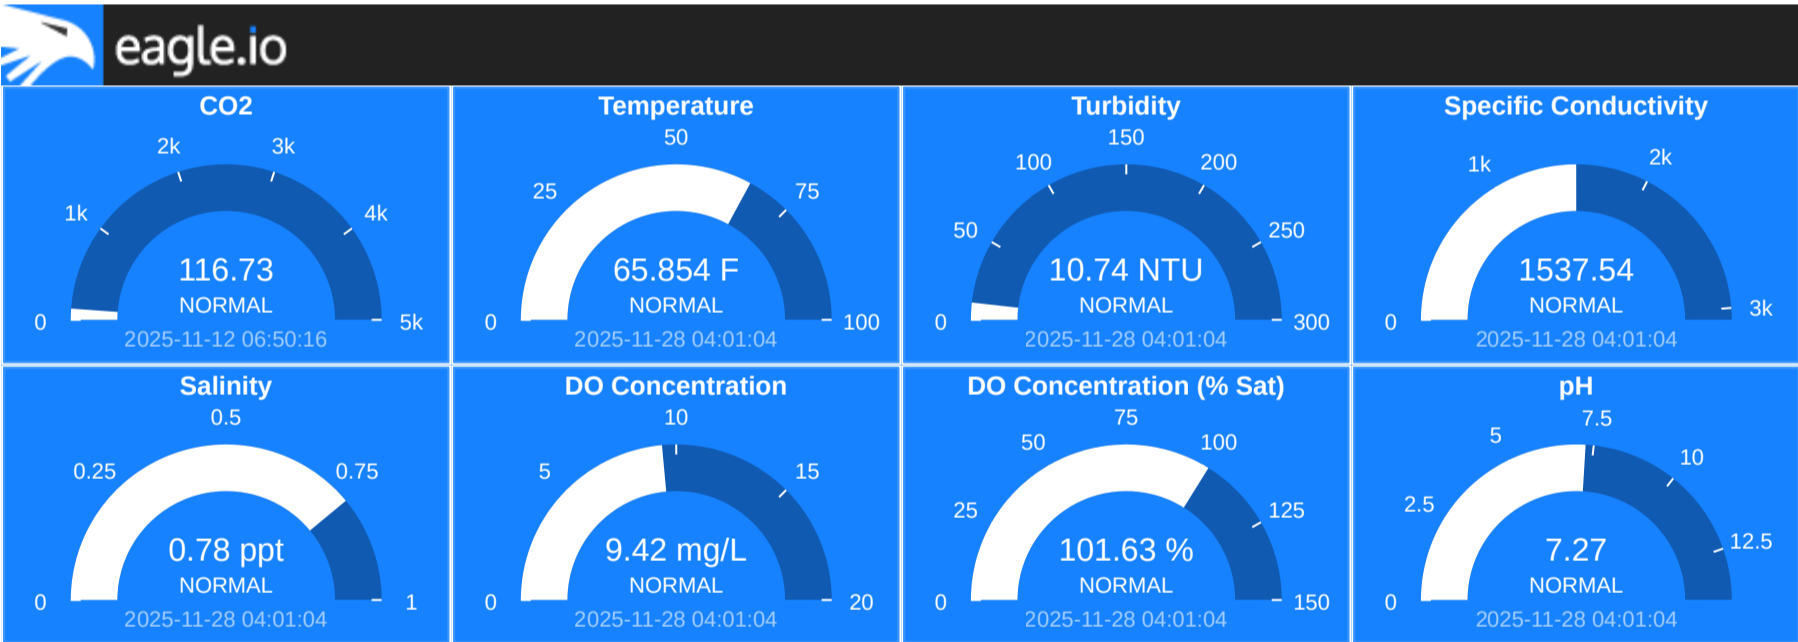 eagle.io
CO2
2k
3k
1k
4k
116.73
NORMAL
0
5k
2025-11-12 06:50:16
Temperature
50
25
75
65.854 F
NORMAL
0
100
2025-11-28 04:01:04
Turbidity
150
100
200
50
250
10.74 NTU
NORMAL
0
300
2025-11-28 04:01:04
Specific Conductivity
1k
2k
1537.54
NORMAL
3k
0
2025-11-28 04:01:04
Salinity
0.5
0.25
0.75
0.78 ppt
NORMAL
0
1
2025-11-28 04:01:04
DO Concentration
10
5
15
9.42 mg/L
NORMAL
0
20
2025-11-28 04:01:04
DO Concentration (% Sat)
75
50
100
25
125
101.63 %
NORMAL
0
150
2025-11-28 04:01:04
pH
7.5
5
10
2.5
12.5
7.27
NORMAL
0
2025-11-28 04:01:04